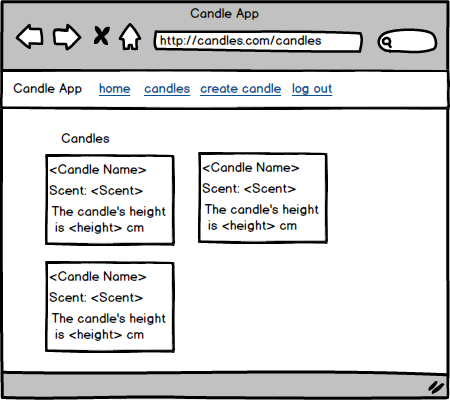 Candle App
http://candles.com/candles
Candle App home candles create candle log out
Candles
<Candle Name>
Scent: <Scent>
The candle's height
is <height> cm
<Candle Name>
Scent: <Scent>
The candle's height
is <height> cm
<Candle Name>
Scent: <Scent>
The candle's height
is <height> cm